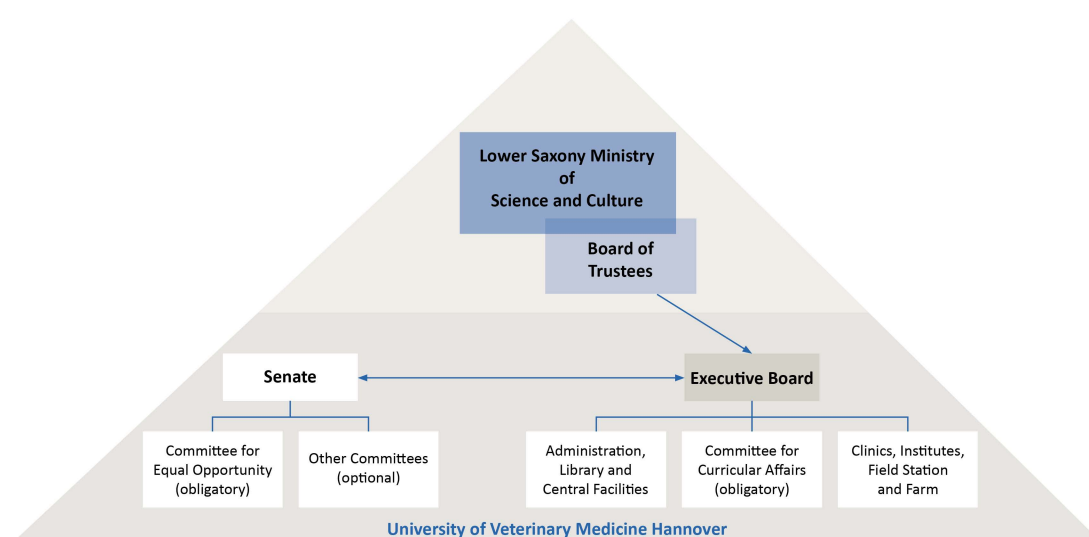 Lower Saxony Ministry
of
Science and Culture
Board of
Trustees
Senate
Executive Board
Committee for
Equal Opportunity
(obligatory)
Other Committees
(optional)
Administration,
Library and
Central Facilities
Committee for
Curricular Affairs
(obligatory)
Clinics, Institutes,
Field Station
and Farm
University of Veterinary Medicine Hannover